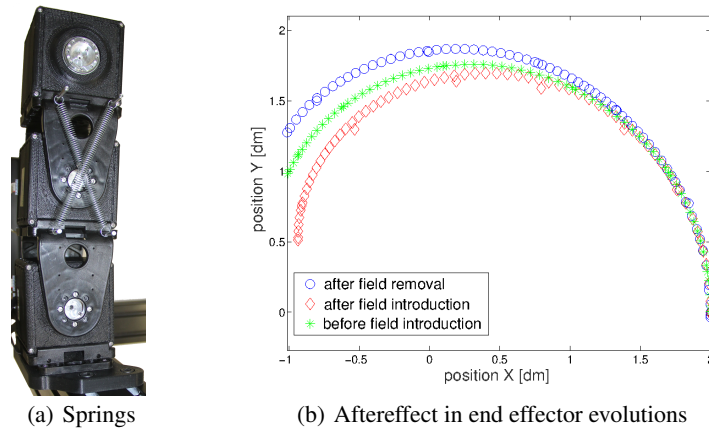 2
1.5
1
0.5
0
position Y [dm]
after field removal
after field introduction
before field introduction
-1 -0.5 0 0.5 1 1.5 2
position X [dm]
(a) Springs
(b) Aftereffect in end effector evolutions